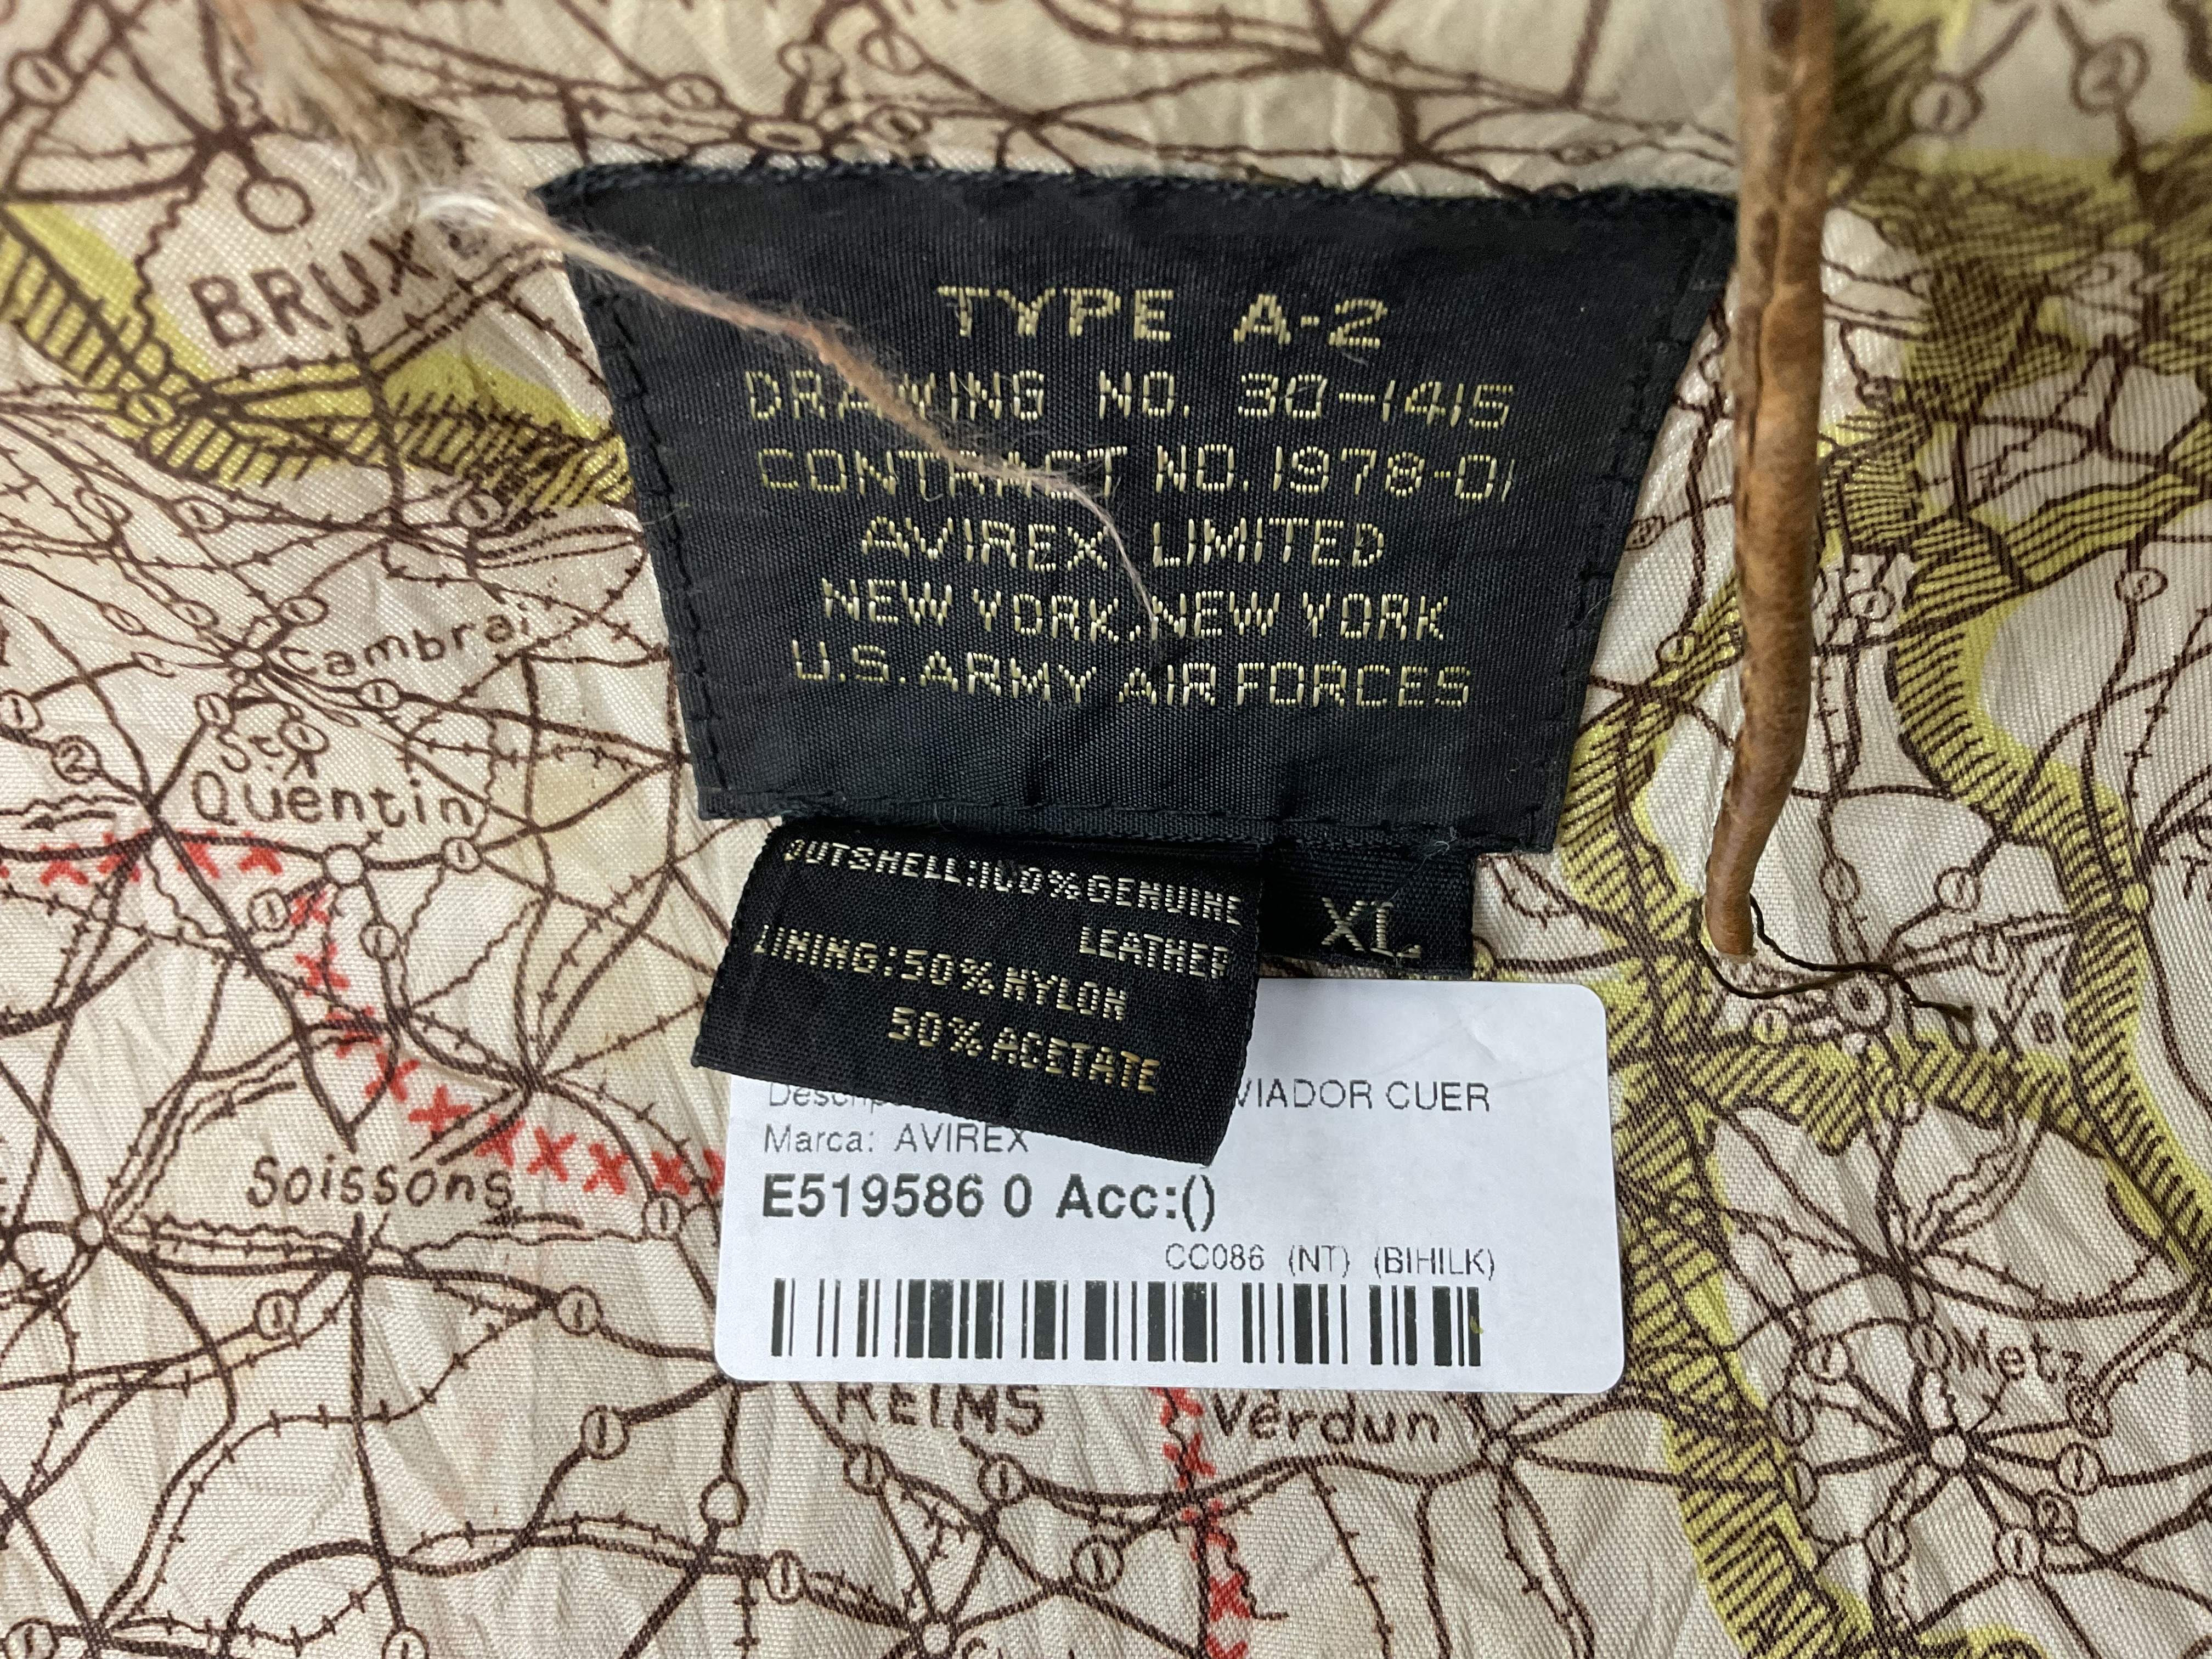 BRUX
TYPE A-2
DRAWING NO. 30-1415
CONTRACT NO. 1978-01
AVIREX LIMITED
NEW YORK, NEW YORK
U.S. ARMY AIR FORCES
Cambrai
St
Quentin
OUTSHELL:100%GENUINE
LEATHER
LINING:50%NYLON
50%ACETATE
XL
VIADOR CUER
Marca: AVIREX
E519586 0 Acc:()
CC086 (NT) (BIHILK)
Soissons
REIMS
Verdun
Metz